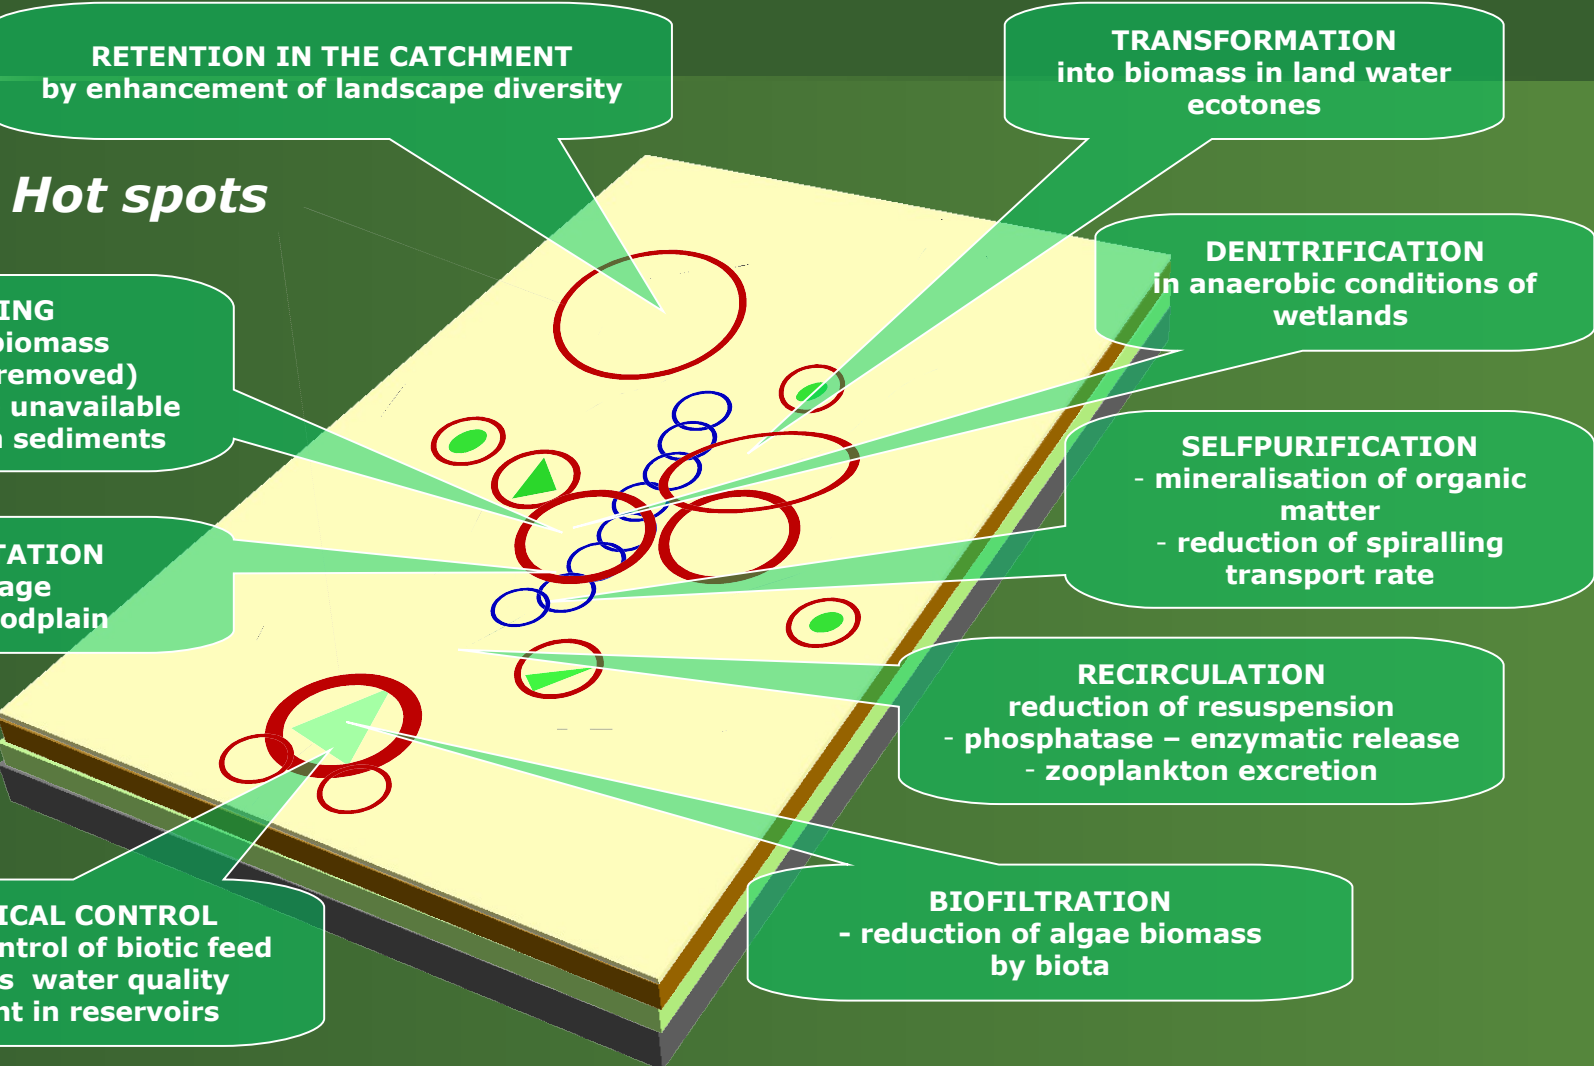 RETENTION IN THE CATCHMENT
by enhancement of landscape diversity
TRANSFORMATION
into biomass in land water
ecotones
Hot spots
DENITRIFICATION
in anaerobic conditions of
wetlands
ING
biomass
removed)
unavailable
sediments
SELFPURIFICATION
- mineralisation of organic
matter
- reduction of spiralling
transport rate
TATION
age
odplain
RECIRCULATION
reduction of resuspension
- phosphatase – enzymatic release
- zooplankton excretion
BIOFILTRATION
- reduction of algae biomass
by biota
ICAL CONTROL
ntrol of biotic feed
s water quality
nt in reservoirs